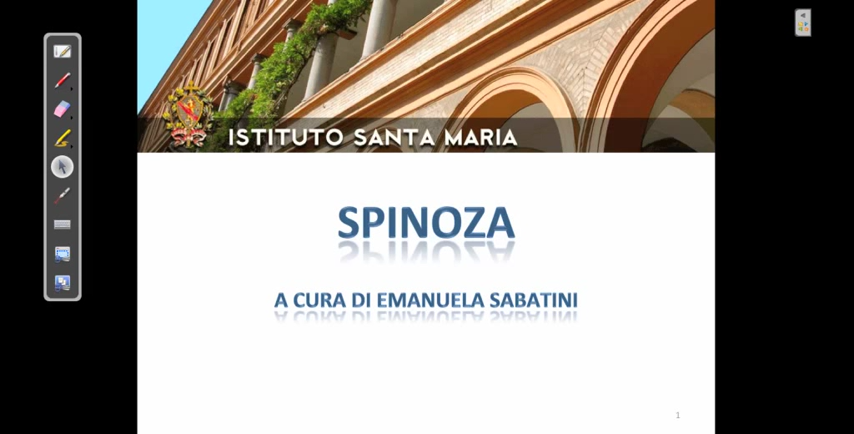 ISTITUTO SANTA MARIA
SPINOZA
A CURA DI EMANUELA SABATINI
1